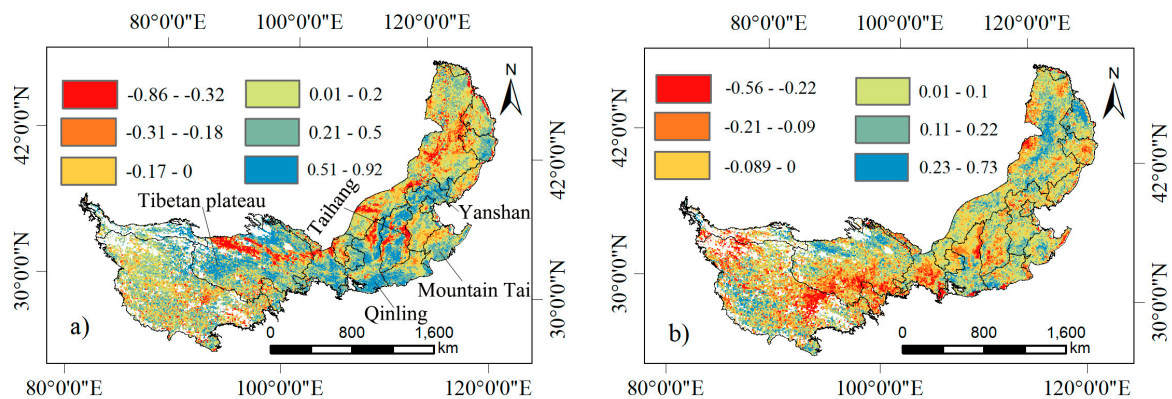 80°0'0"E 100°0'0"E 120°0'0"E
42°0'0"N
30°0'0"N
-0.86 - -0.32
-0.31 - -0.18
-0.17 - 0
0.01 - 0.2
0.21 - 0.5
0.51 - 0.92
N
Tibetan plateau
Taihang
Yanshan
Mountain Tai
Qinling
a)
0 800 1,600
km
42°0'0"N
30°0'0"N
80°0'0"E 100°0'0"E 120°0'0"E
80°0'0"E 100°0'0"E 120°0'0"E
42°0'0"N
30°0'0"N
-0.56 - -0.22
-0.21 - -0.09
-0.089 - 0
0.01 - 0.1
0.11 - 0.22
0.23 - 0.73
N
b)
0 800 1,600
km
42°0'0"N
30°0'0"N
80°0'0"E 100°0'0"E 120°0'0"E